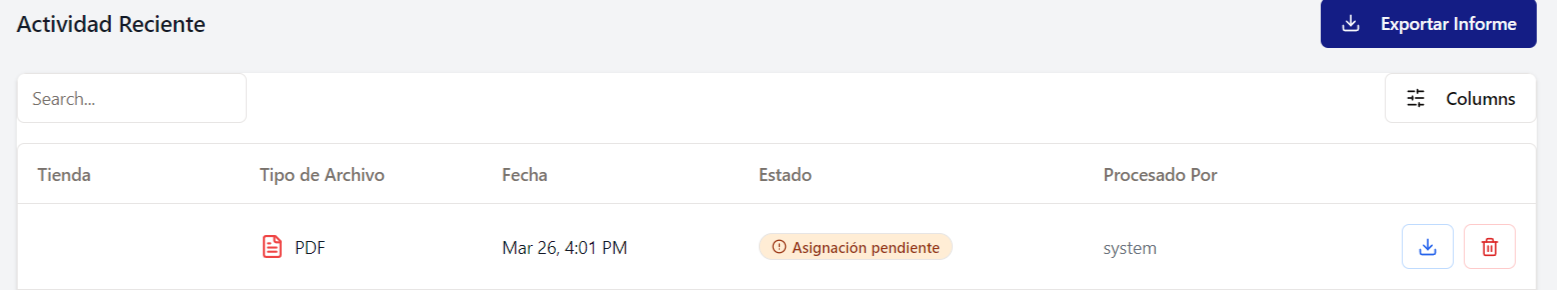 Actividad Reciente
Exportar Informe
Search...
Columns
Tienda Tipo de Archivo Fecha Estado Procesado Por
PDF Mar 26, 4:01 PM Asignación pendiente system